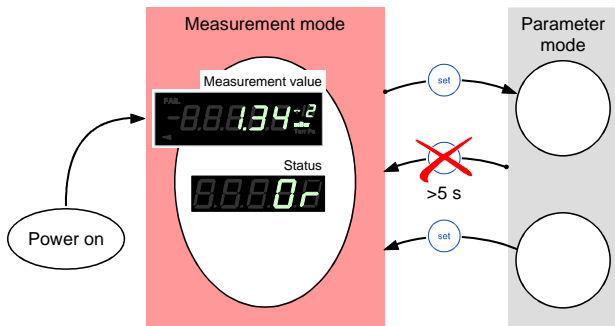 Measurement mode
Parameter
mode
Measurement value
FAIL
1.34 -2
mBar
Torr Pa
Status
Or
set
>5 s
set
Power on